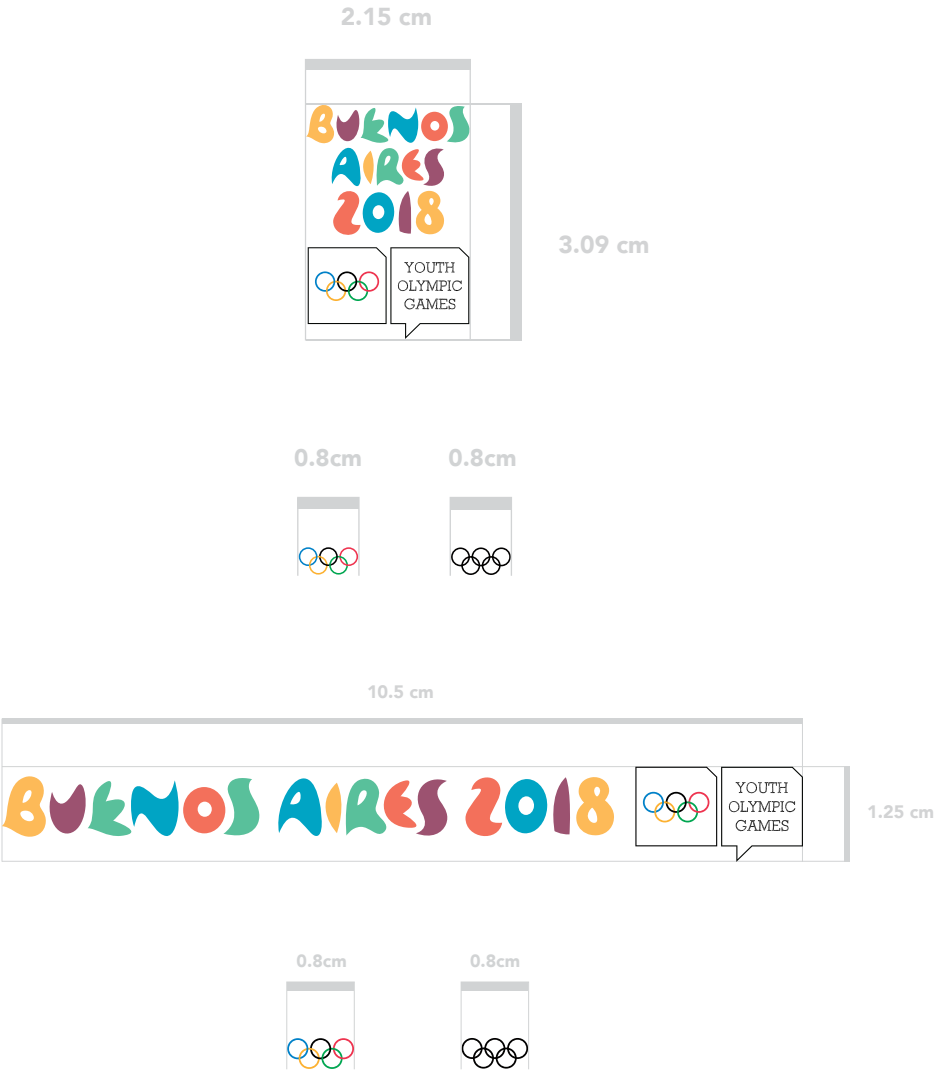 2.15 cm
BUENOS
AIRES
2018
3.09 cm
YOUTH
OLYMPIC
GAMES
0.8cm 0.8cm
10.5 cm
BUENOS AIRES 2018
YOUTH
OLYMPIC
GAMES
1.25 cm
0.8cm 0.8cm